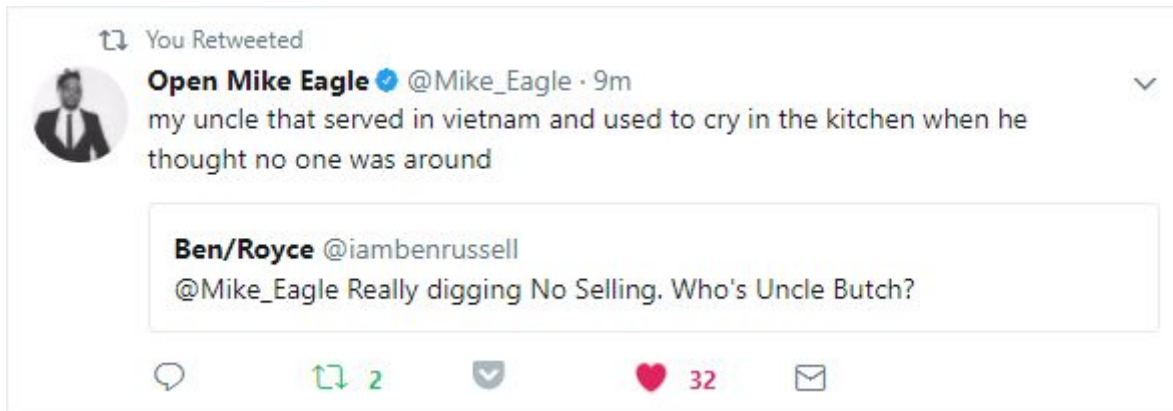 You Retweeted
Open Mike Eagle @Mike_Eagle · 9m
my uncle that served in vietnam and used to cry in the kitchen when he
thought no one was around
Ben/Royce @iambenrussell
@Mike_Eagle Really digging No Selling. Who's Uncle Butch?
2 32